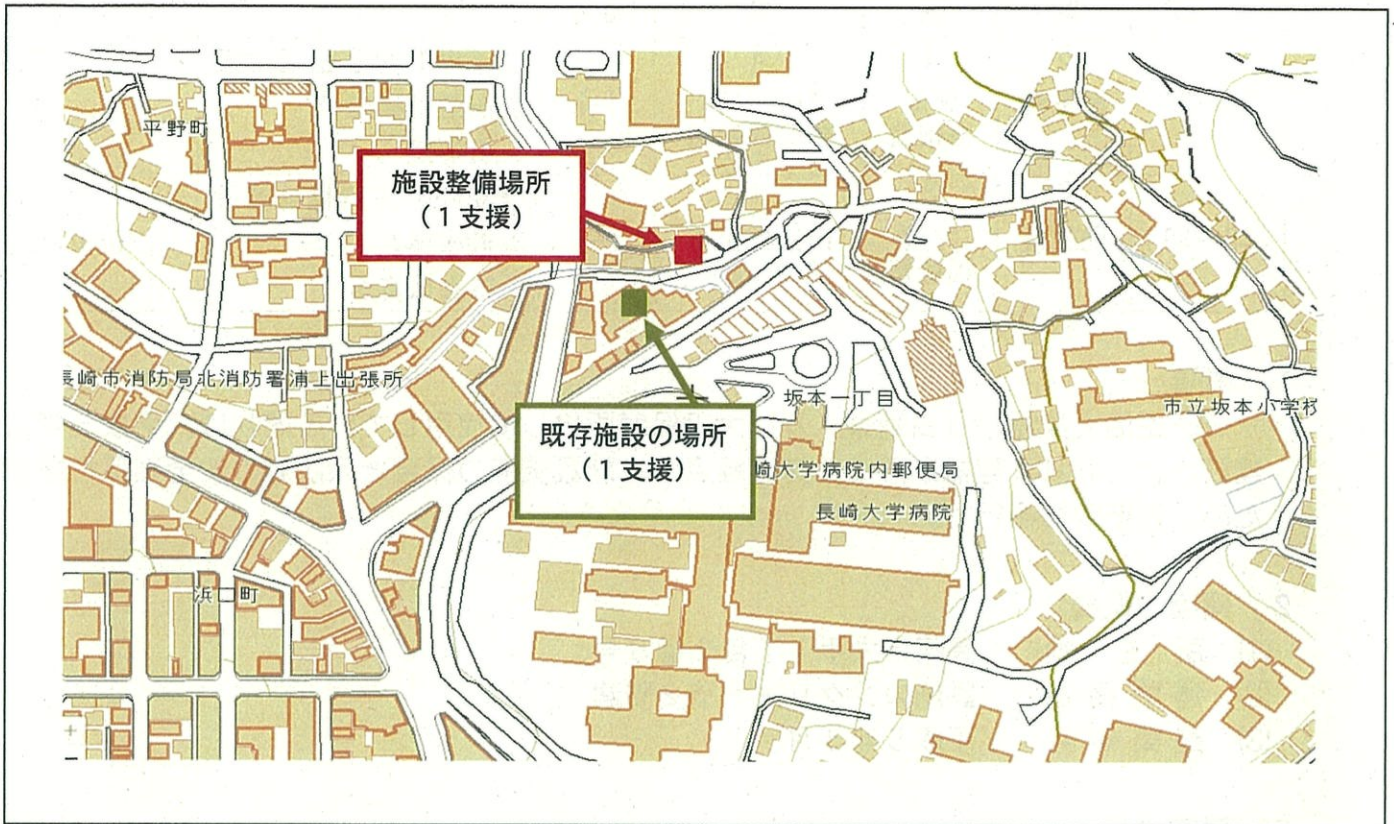 平野町
施設整備場所
（１支援）
長崎市消防局北消防署浦上出張所
坂本一丁目
市立坂本小学校
既存施設の場所
（１支援）
崎大学病院内郵便局
長崎大学病院
浜口町